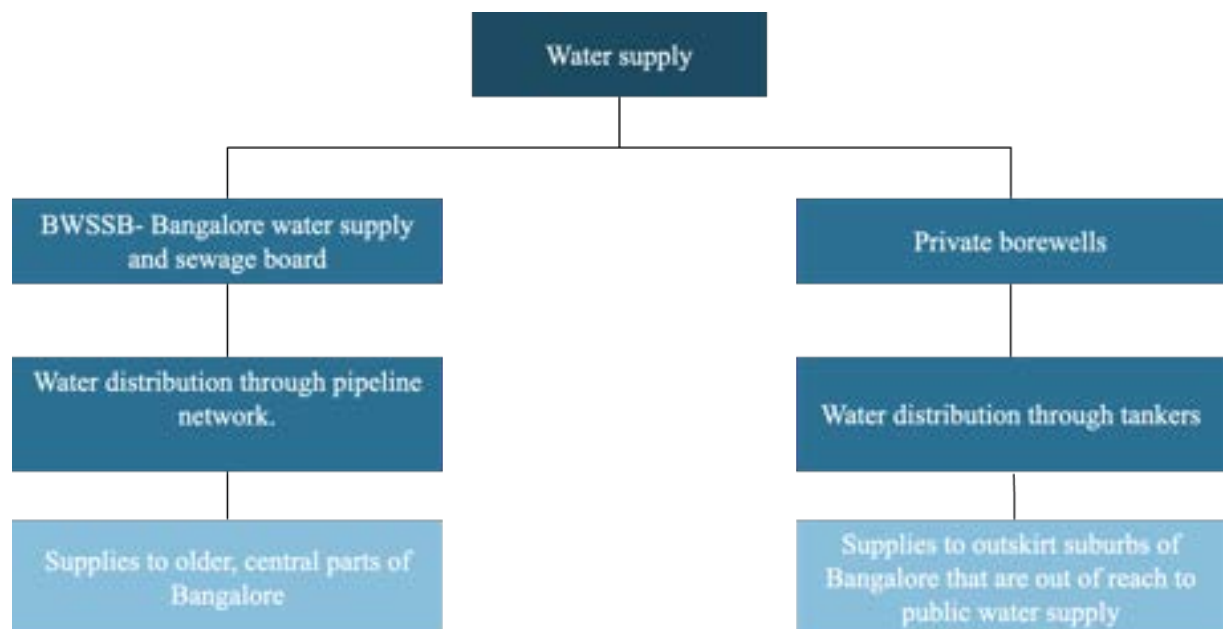 Water supply
BWSSB- Bangalore water supply
and sewage board
Private borewells
Water distribution through pipeline
network.
Water distribution through tankers
Supplies to older, central parts of
Bangalore
Supplies to outskirt suburbs of
Bangalore that are out of reach to
public water supply